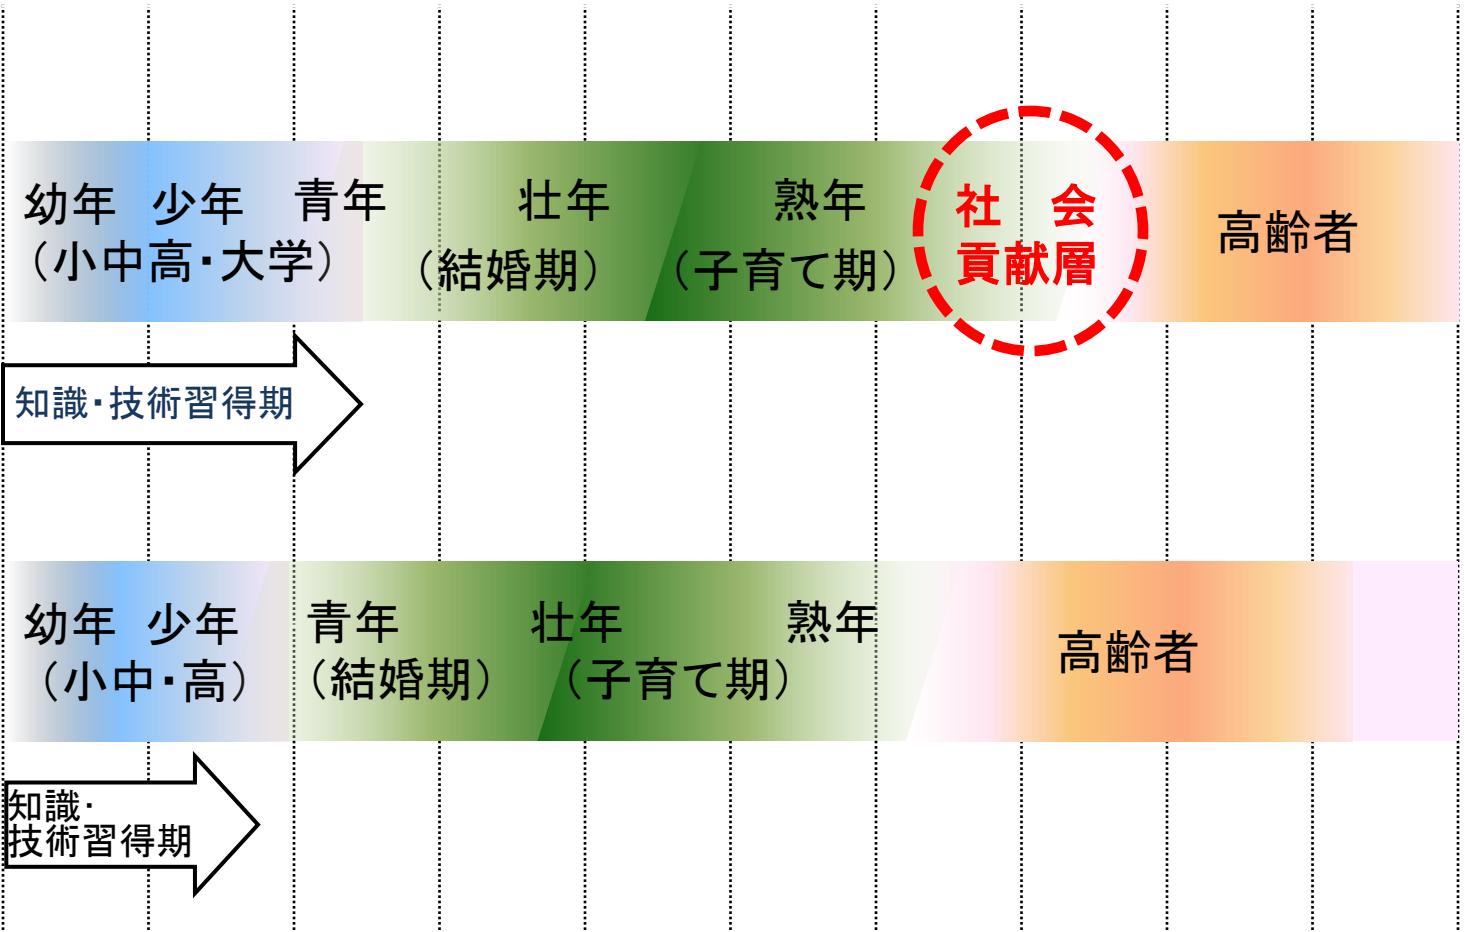 幼年 少年 青年 壮年 熟年
（小中高・大学） （結婚期） （子育て期）
社 会
貢献層
高齢者
知識・技術習得期
幼年 少年 青年 壮年 熟年
（小中・高） （結婚期） （子育て期）
高齢者
知識・
技術習得期